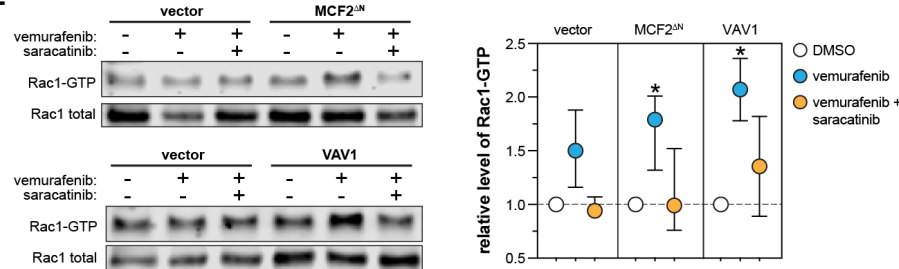 vector MCF2ΔN
vemurafenib: - + + - + +
saracatinib: + +
Rac1-GTP
Rac1 total
vector VAV1
vemurafenib: - + + - + +
saracatinib: - - + - - +
Rac1-GTP
Rac1 total
relative level of Rac1-GTP
vector MCF2ΔN VAV1
2.5
2.0
1.5
1.0
0.5
* *
DMSO
vemurafenib
vemurafenib +
saracatinib